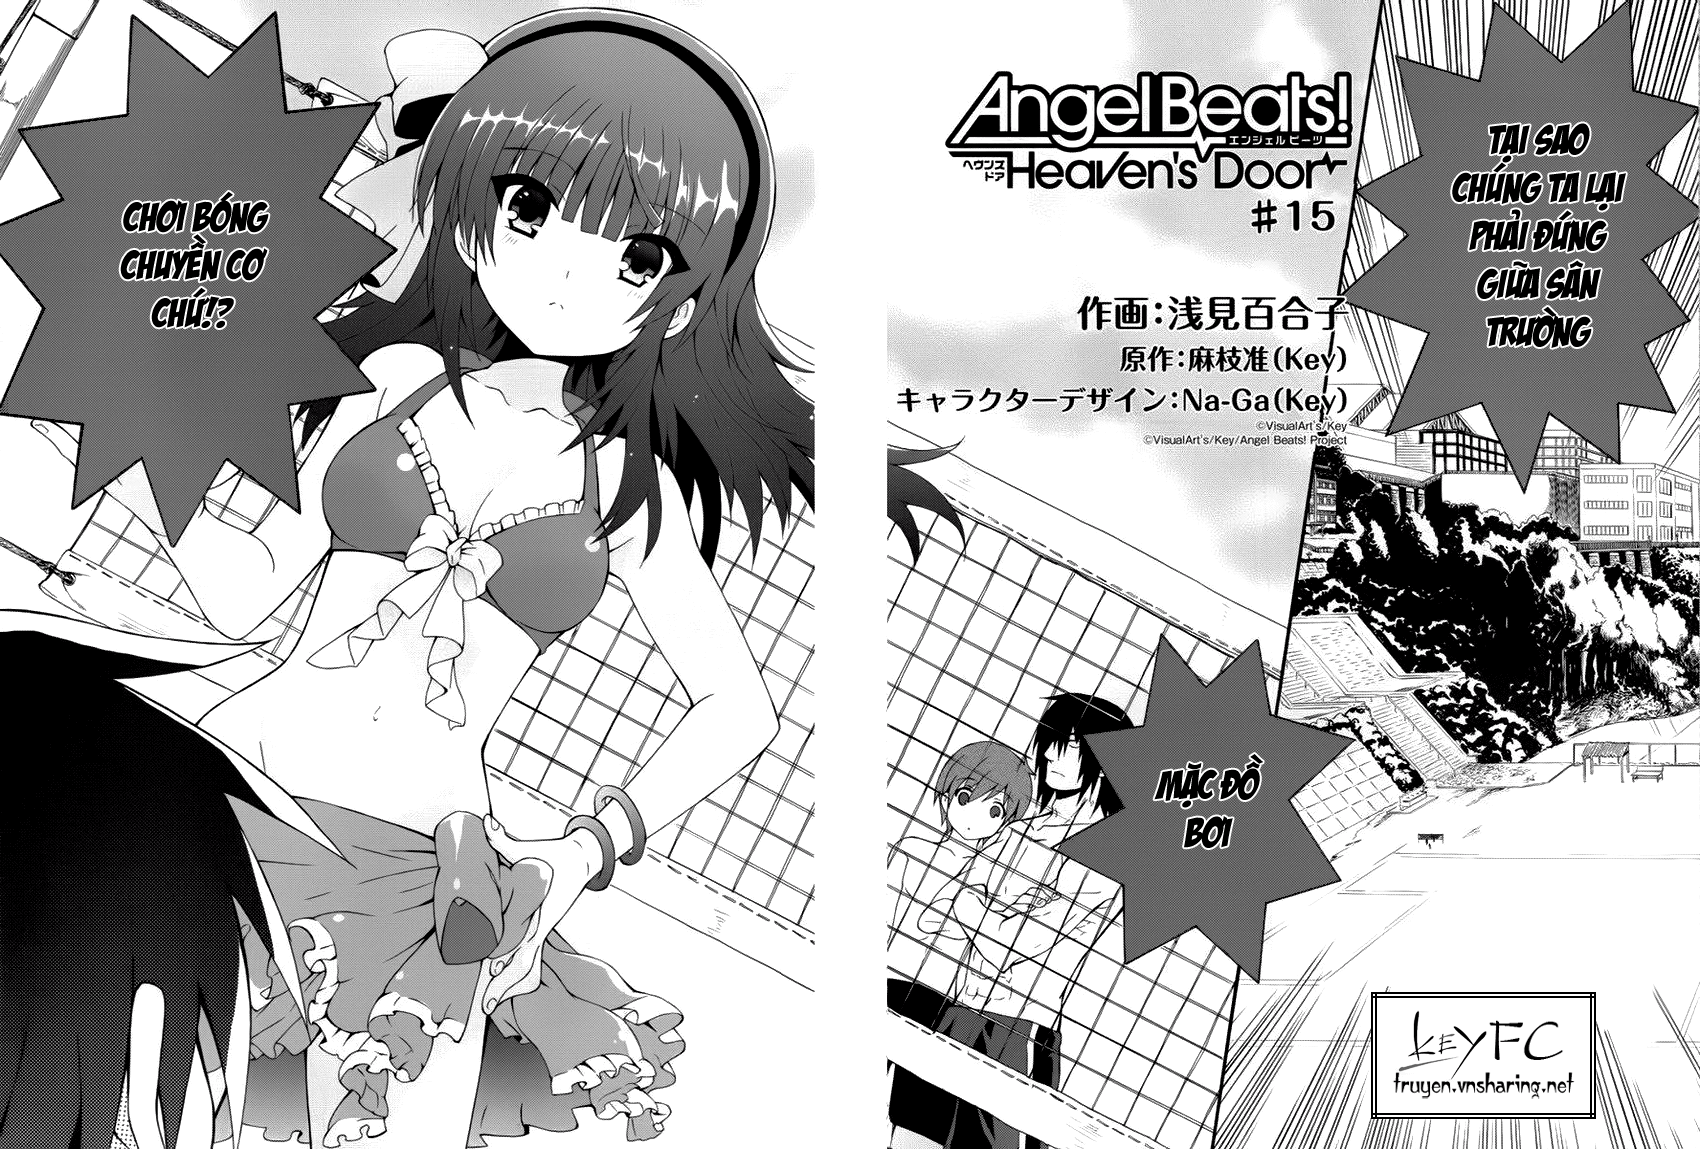 TẠI SAO
CHÚNG TA LẠI
PHẢI ĐỨNG
GIỮA SÂN
TRƯỜNG
AngelBeats!
エンジェルビーツ
ヘヴンズ
ドア
Heaven's Door
#15
作画：浅見百合子
原作：麻枝准（Key）
キャラクターデザイン：Na-Ga（Key）
©VisualArt's/Key
©VisualArt's/Key/Angel Beats! Project
MẶC ĐỒ
BƠI
CHƠI BÓNG
CHUYỀN CƠ
CHỨ!?
KEYFC
truyen.vnsharing.net